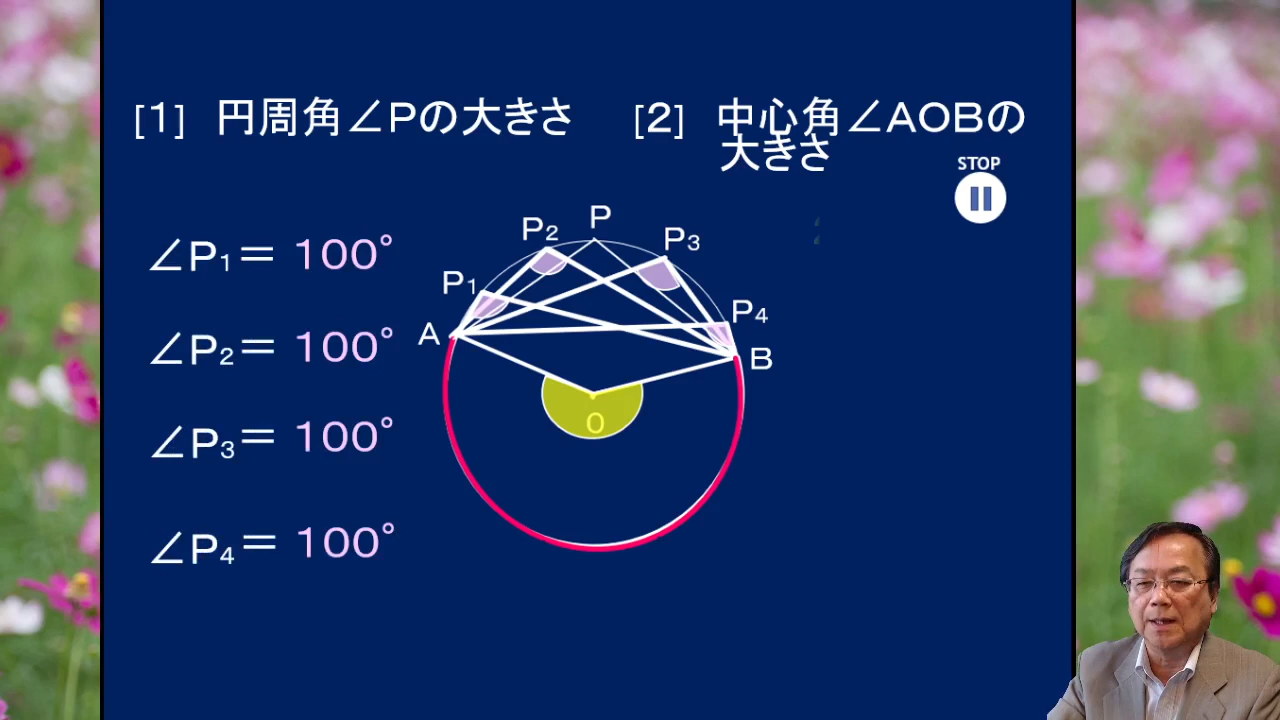 [1] 円周角∠Pの大きさ
[2] 中心角∠AOBの
大きさ
STOP
∠P1= 100°
∠P2= 100°
∠P3= 100°
∠P4= 100°
P
P2
P3
P1
P4
A
B
O